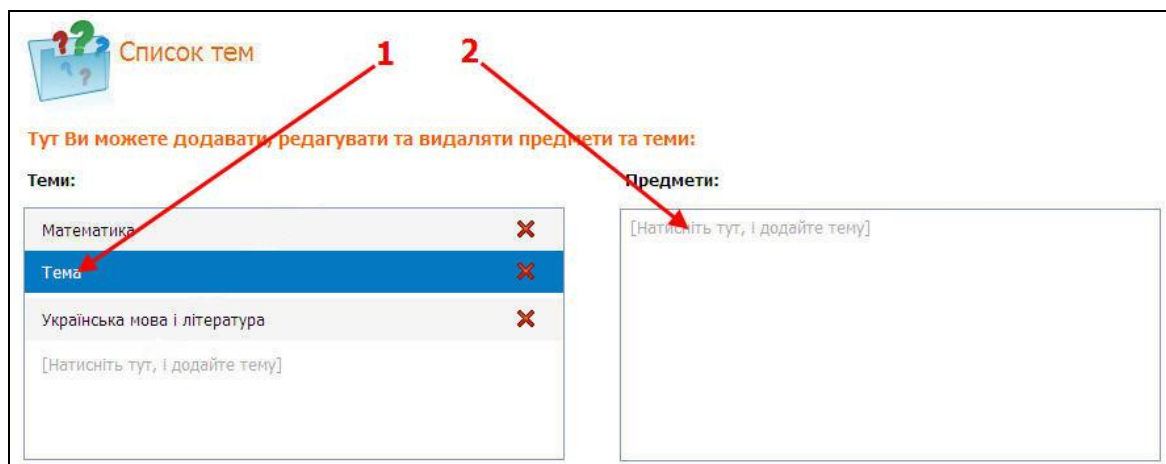 Список тем
1 2
Тут Ви можете додавати, редагувати та видаляти предмети та теми:
Теми:
Предмети:
Математика
[Натисніть тут, і додайте тему]
Тема
Українська мова і література
[Натисніть тут, і додайте тему]